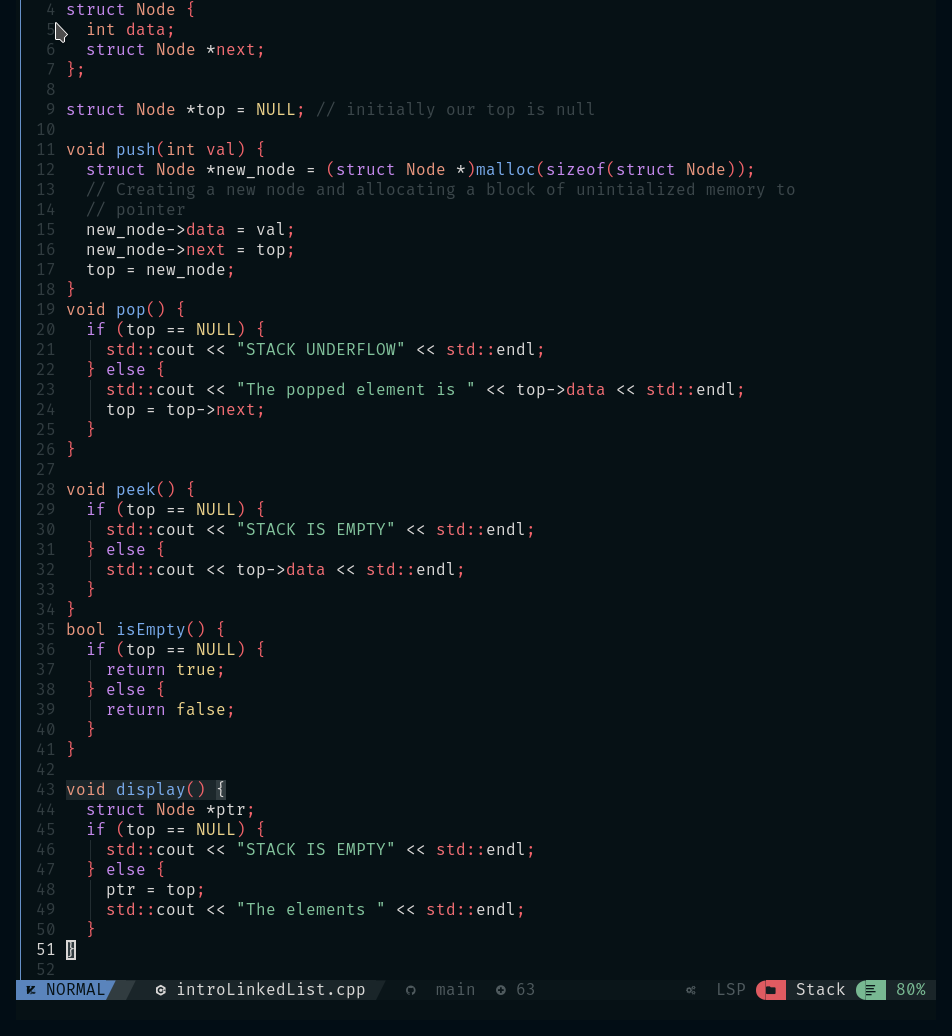 4 struct Node {
5   int data;
6   struct Node *next;
7 };
8
9 struct Node *top = NULL; // initially our top is null
10
11 void push(int val) {
12   struct Node *new_node = (struct Node *)malloc(sizeof(struct Node));
13   // Creating a new node and allocating a block of unintialized memory to
14   // pointer
15   new_node->data = val;
16   new_node->next = top;
17   top = new_node;
18 }
19 void pop() {
20   if (top == NULL) {
21     std::cout << "STACK UNDERFLOW" << std::endl;
22   } else {
23     std::cout << "The popped element is " << top->data << std::endl;
24     top = top->next;
25   }
26 }
27
28 void peek() {
29   if (top == NULL) {
30     std::cout << "STACK IS EMPTY" << std::endl;
31   } else {
32     std::cout << top->data << std::endl;
33   }
34 }
35 bool isEmpty() {
36   if (top == NULL) {
37     return true;
38   } else {
39     return false;
40   }
41 }
42
43 void display() {
44   struct Node *ptr;
45   if (top == NULL) {
46     std::cout << "STACK IS EMPTY" << std::endl;
47   } else {
48     ptr = top;
49     std::cout << "The elements " << std::endl;
50   }
51 }
52
NORMAL introLinkedList.cpp main 63 LSP Stack 80%